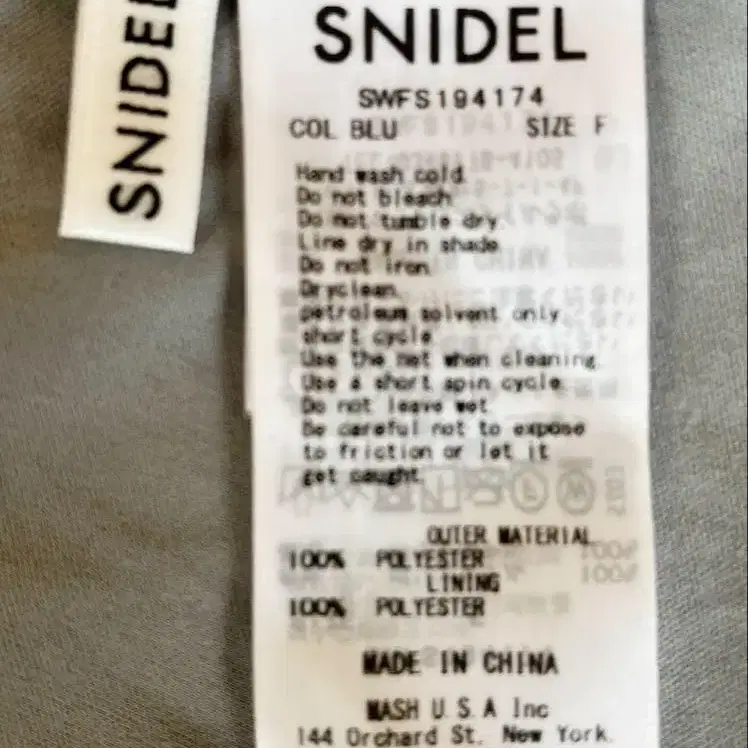 SNIDEL
SNIDEL
SWFS194174
COL BLU SIZE F
Hand wash cold.
Do not bleach.
Do not tumble dry.
Line dry in shade.
Do not iron.
Dryclean,
petroleum solvent only,
short cycle.
Use the net when cleaning.
Use a short spin cycle.
Do not leave wet.
Be careful not to expose
to friction or let it
get caught.
OUTER MATERIAL
100% POLYESTER
LINING
100% POLYESTER
MADE IN CHINA
MASH U.S.A Inc
144 Orchard St. New York.